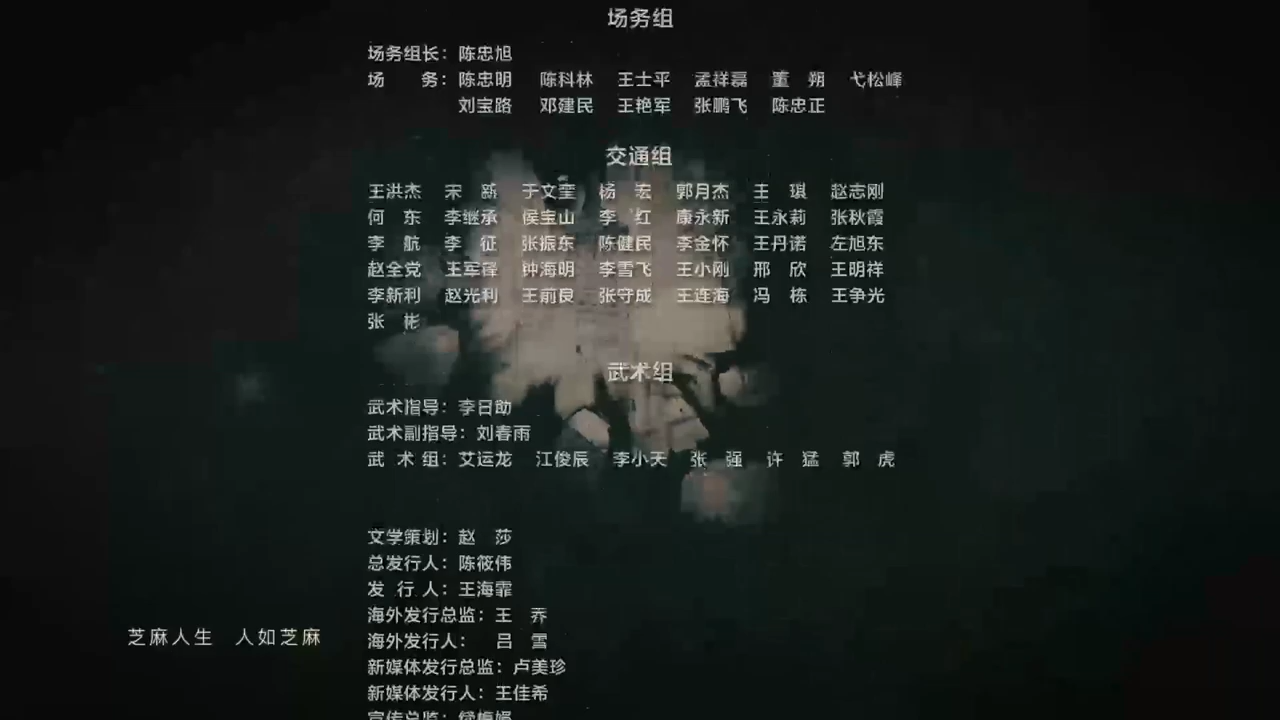 场务组
场务组长：陈忠旭
场　　务：陈忠明　陈科林　王士平　孟祥磊　董　朔　弋松峰
刘宝路　邓建民　王艳军　张鹏飞　陈忠正
交通组
王洪杰　宋　新　于文奎　杨　宏　郭月杰　王　琪　赵志刚
何　东　李继承　侯宝山　李　红　康永新　王永莉　张秋霞
李　航　李　征　张振东　陈健民　李金怀　王丹诺　左旭东
赵全党　王军锋　钟海明　李雪飞　王小刚　邢　欣　王明祥
李新利　赵光利　王前良　张守成　王连海　冯　栋　王争光
张　彬
武术组
武术指导：李日助
武术副指导：刘春雨
武 术 组：艾运龙　江俊辰　李小天　张　强　许　猛　郭　虎
文学策划：赵　莎
总发行人：陈筱伟
发 行 人：王海霏
海外发行总监：王　荞
海外发行人：　吕　雪
芝麻人生　人如芝麻
新媒体发行总监：卢美珍
新媒体发行人：王佳希
宣传总监：